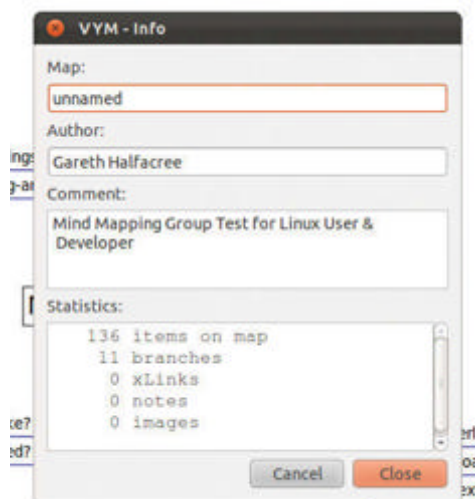 VYM - Info
Map:
unnamed
Author:
Gareth Halfacree
Comment:
Mind Mapping Group Test for Linux User &
Developer
Statistics:
136 items on map
11 branches
0 xLinks
0 notes
0 images
Cancel
Close